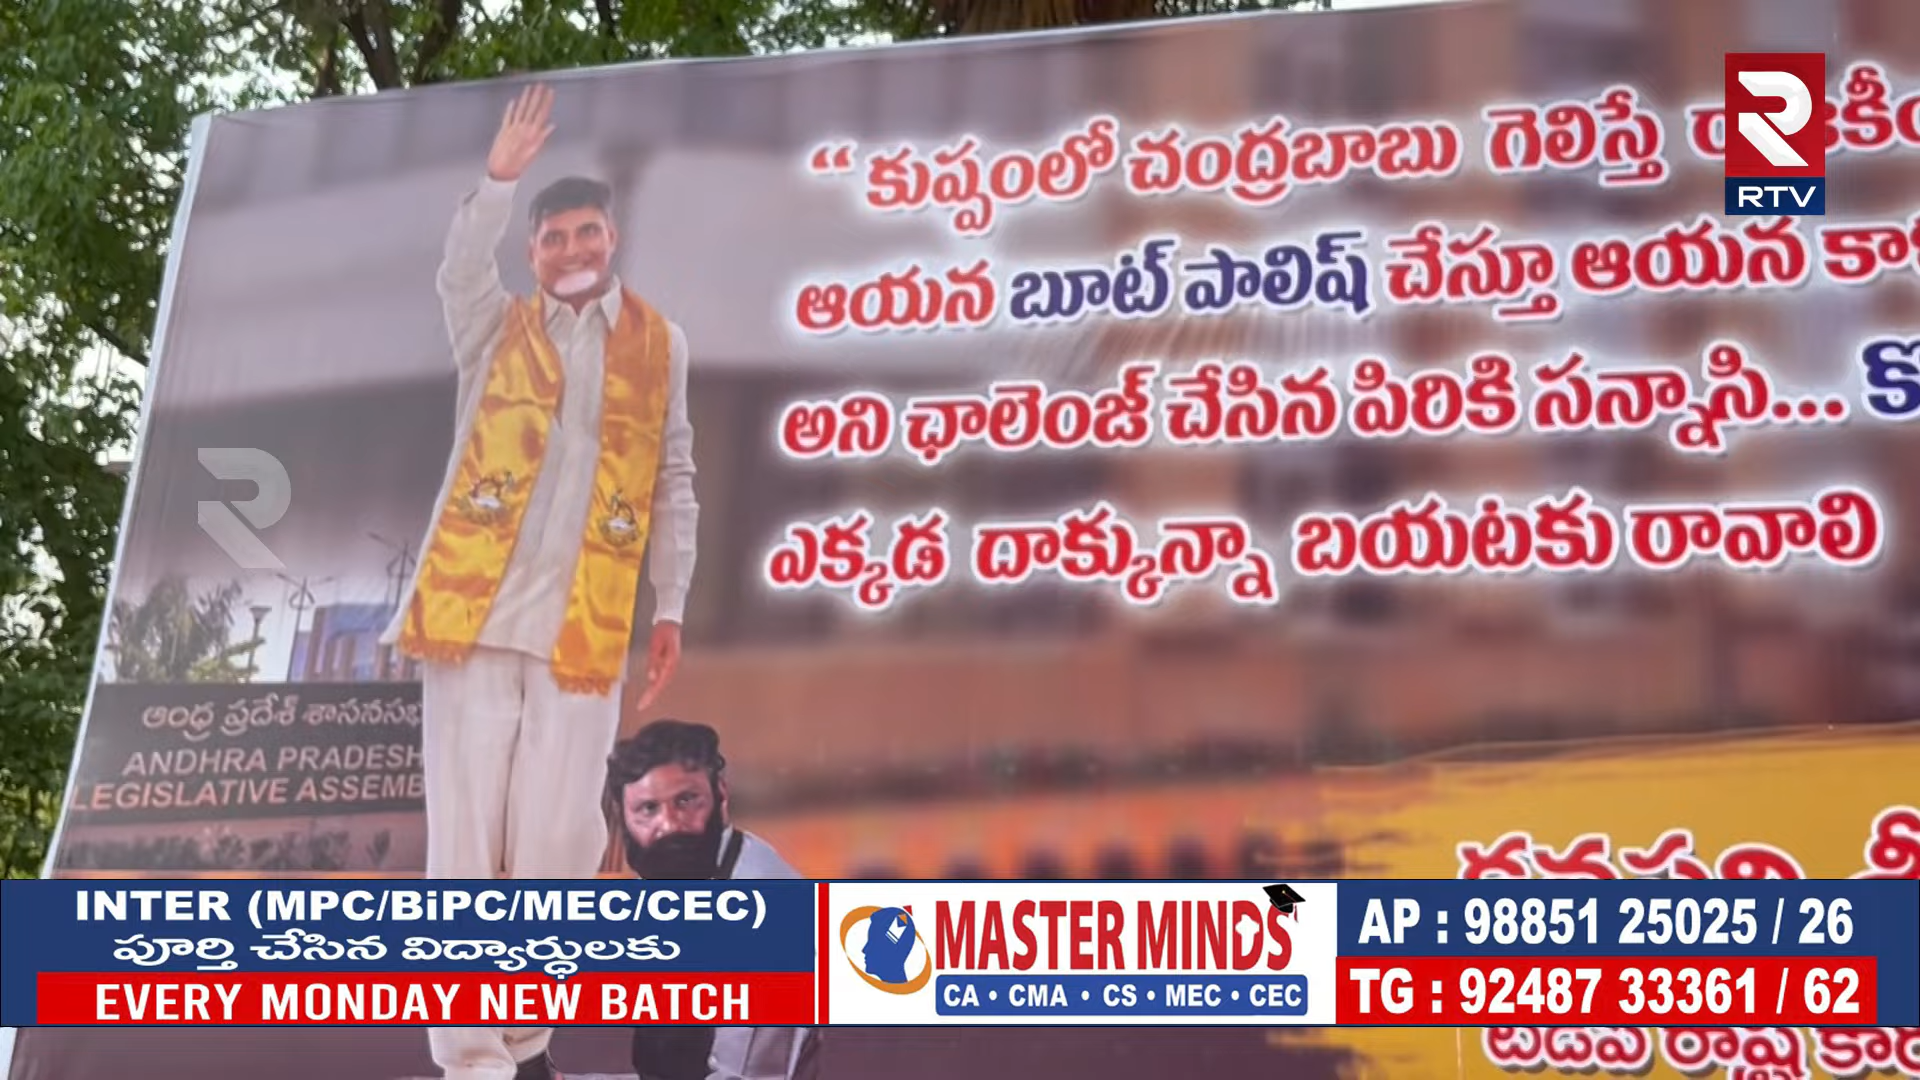 “ కుప్పంలో చంద్రబాబు గెలిస్తే
RTV
ఆయన బూట్ పాలిష్ చేస్తూ ఆయన
అని ఛాలెంజ్ చేసిన పిరికి సన్నాసి...
ఎక్కడ దాక్కున్నా బయటకు రావాలి
ఆంధ్ర ప్రదేశ్ శాసనసభ
ANDHRA PRADESH
LEGISLATIVE ASSEMB
INTER (MPC/BiPC/MEC/CEC)
పూర్తి చేసిన విద్యార్థులకు
EVERY MONDAY NEW BATCH
MASTER MINDS
CA • CMA • CS • MEC • CEC
AP : 98851 25025 / 26
TG : 92487 33361 / 62
టిడిపి రాష్ట్ర